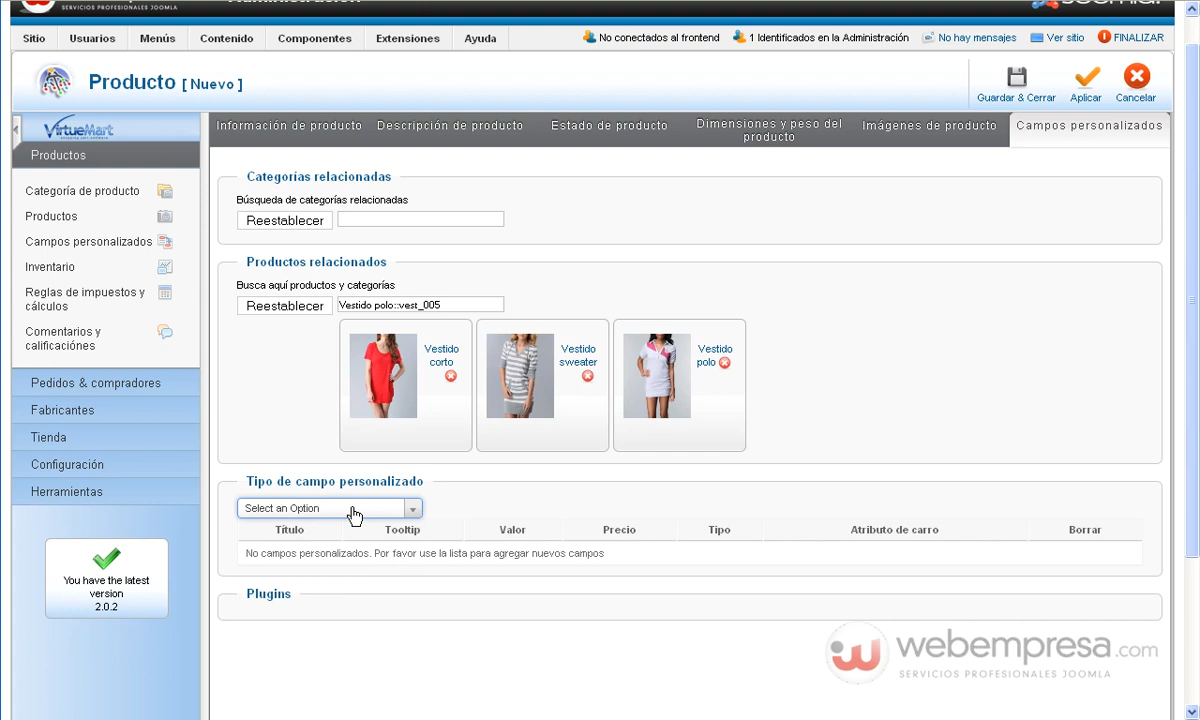 SERVICIOS PROFESIONALES JOOMLA
Sitio Usuarios Menús Contenido Componentes Extensiones Ayuda No conectados al frontend 1 Identificados en la Administración No hay mensajes Ver sitio FINALIZAR
Producto [ Nuevo ]
Guardar & Cerrar Aplicar Cancelar
VirtueMart
Información de producto Descripción de producto Estado de producto Dimensiones y peso del producto Imágenes de producto Campos personalizados
Productos
Categoría de producto
Productos
Campos personalizados
Inventario
Reglas de impuestos y
cálculos
Comentarios y
calificaciónes
Pedidos & compradores
Fabricantes
Tienda
Configuración
Herramientas
You have the latest
version
2.0.2
Categorías relacionadas
Búsqueda de categorías relacionadas
Reestablecer
Productos relacionados
Busca aquí productos y categorías
Reestablecer Vestido polo::vest_005
Vestido corto
Vestido sweater
Vestido polo
Tipo de campo personalizado
Select an Option
Título Tooltip Valor Precio Tipo Atributo de carro Borrar
No campos personalizados. Por favor use la lista para agregar nuevos campos
Plugins
webempresa.com
SERVICIOS PROFESIONALES JOOMLA